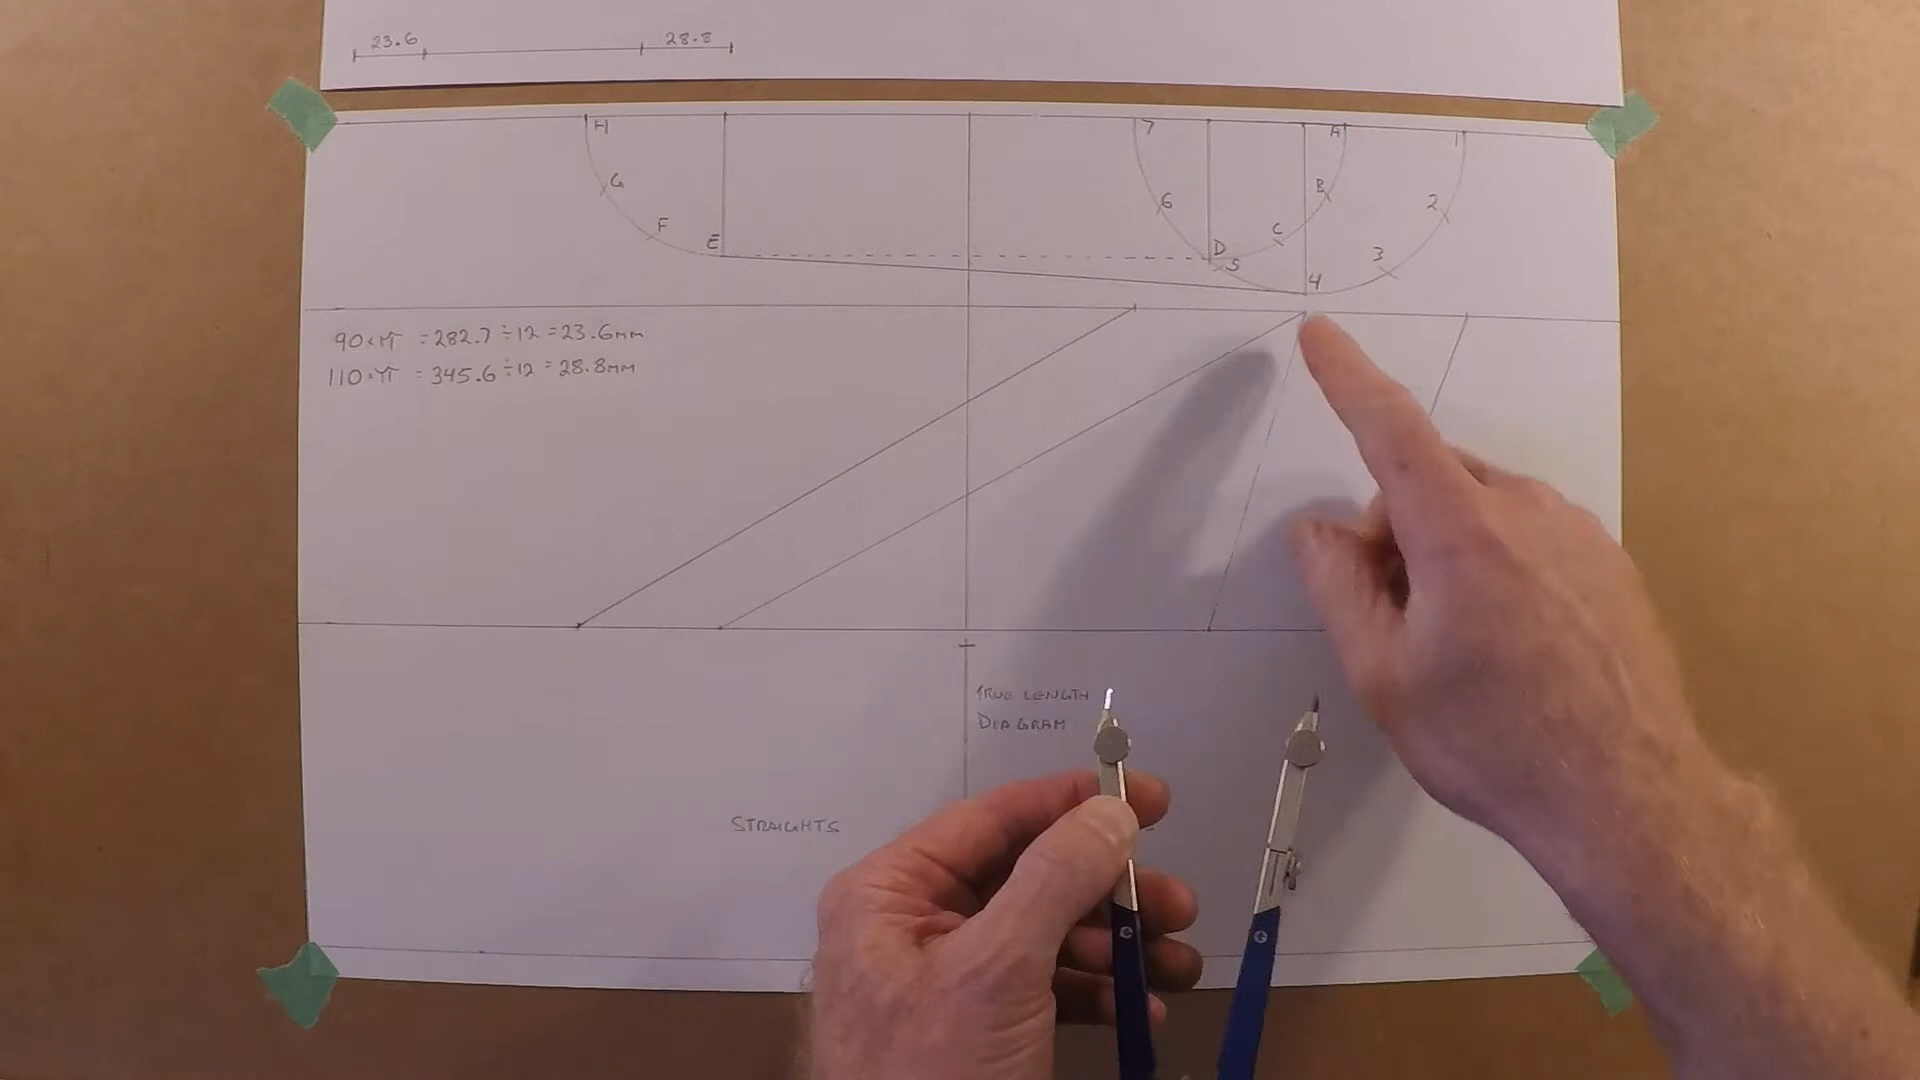 23.6
28.8
H
7
A
1
G
B
6
2
F
C
E
D
3
5
4
90×π = 282.7 ÷ 12 = 23.6mm
110×π = 345.6 ÷ 12 = 28.8mm
TRUE LENGTH
DIAGRAM
STRAIGHTS